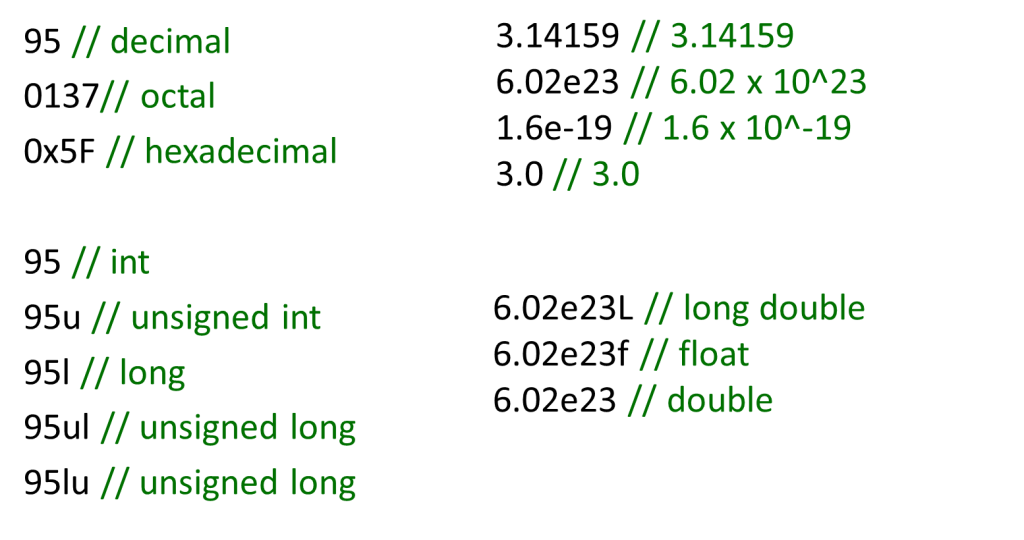 95 // decimal
0137// octal
0x5F // hexadecimal
95 // int
95u // unsigned int
95l // long
95ul // unsigned long
95lu // unsigned long
3.14159 // 3.14159
6.02e23 // 6.02 x 10^23
1.6e-19 // 1.6 x 10^-19
3.0 // 3.0
6.02e23L // long double
6.02e23f // float
6.02e23 // double